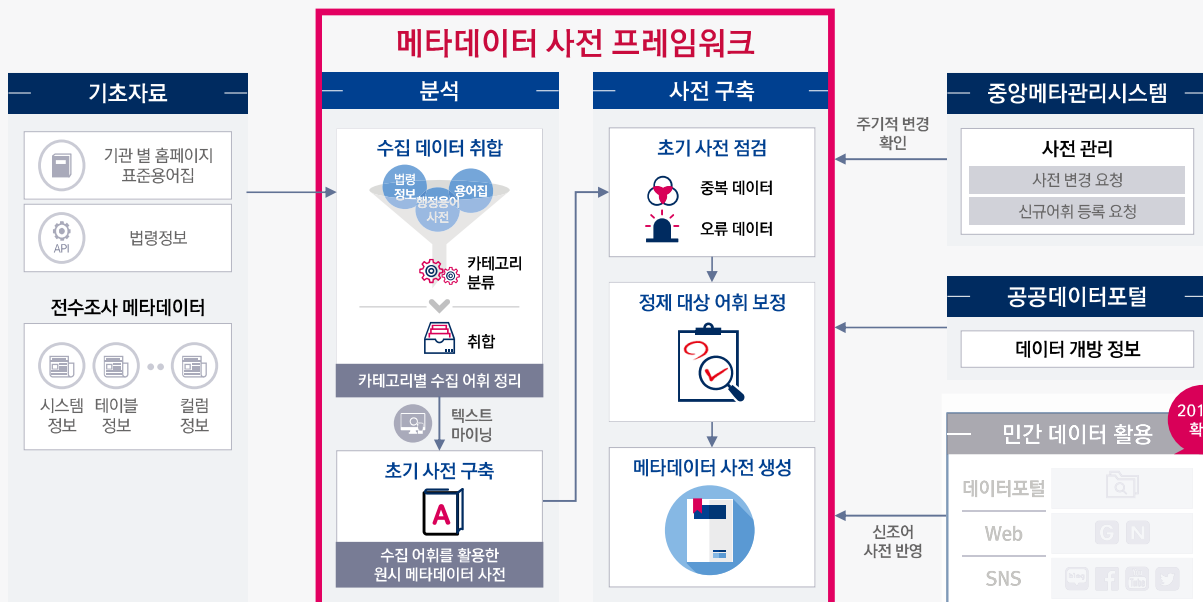 메타데이터 사전 프레임워크
기초자료
기관 별 홈페이지
표준용어집
API
법령정보
전수조사 메타데이터
시스템
정보
테이블
정보
컬럼
정보
분석
수집 데이터 취합
법령
정보
용어집
행정용어
사전
카테고리
분류
취합
카테고리별 수집 어휘 정리
텍스트
마이닝
초기 사전 구축
A
수집 어휘를 활용한
원시 메타데이터 사전
사전 구축
초기 사전 점검
중복 데이터
오류 데이터
정제 대상 어휘 보정
메타데이터 사전 생성
주기적 변경
확인
신조어
사전 반영
중앙메타관리시스템
사전 관리
사전 변경 요청
신규어휘 등록 요청
공공데이터포털
데이터 개방 정보
민간 데이터 활용
데이터포털
Web
G N
SNS